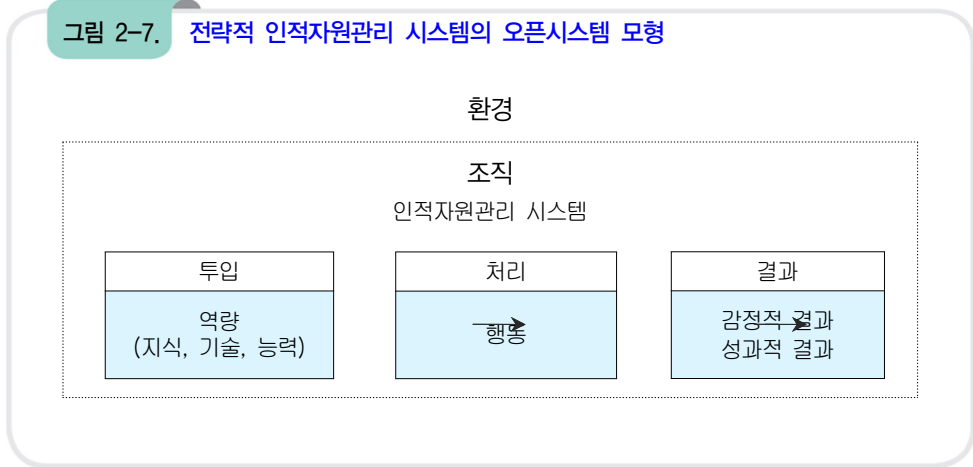 그림 2-7. 전략적 인적자원관리 시스템의 오픈시스템 모형
환경
조직
인적자원관리 시스템
투입
역량
(지식, 기술, 능력)
처리
행동
결과
감정적 결과
성과적 결과